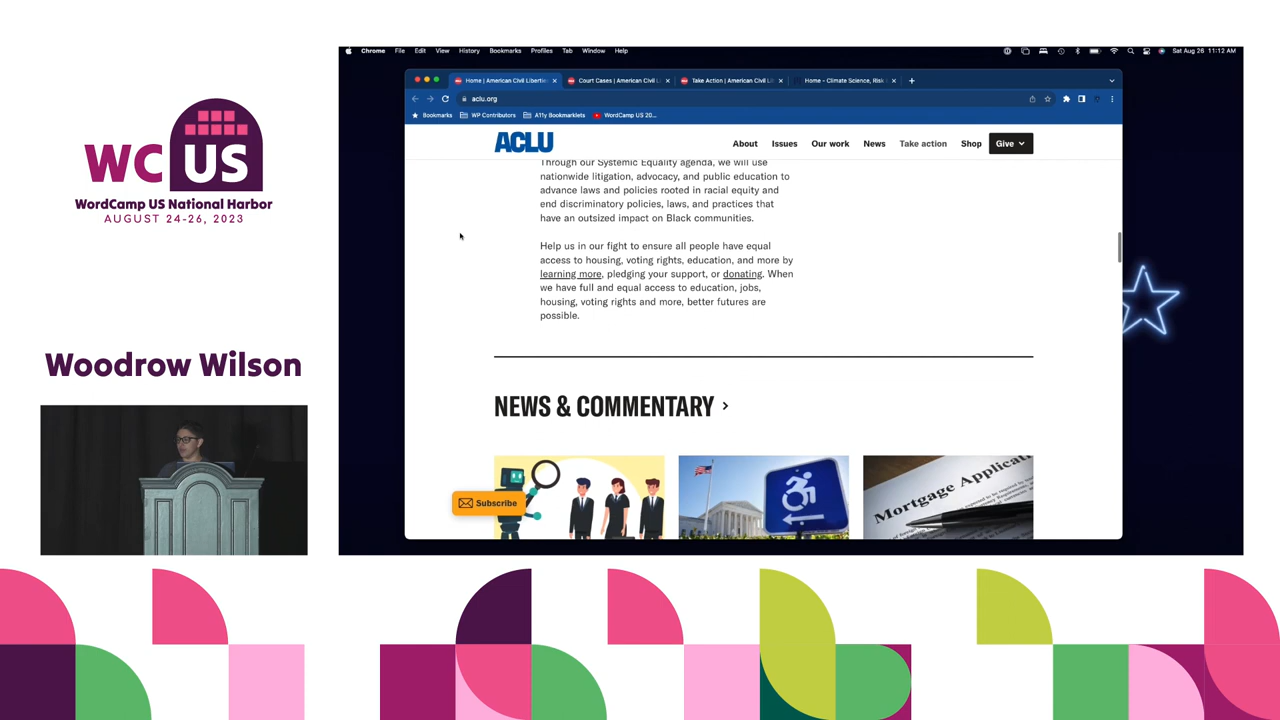 WC US
WordCamp US National Harbor
AUGUST 24-26, 2023
Woodrow Wilson
Chrome File Edit View History Bookmarks Profiles Tab Window Help
Sat Aug 26 11:12 AM
Home | American Civil Libertie
Court Cases | American Civil Li
Take Action | American Civil Lib
Home - Climate Science, Risk
aclu.org
Bookmarks WP Contributors A11y Bookmarklets WordCamp US 20...
ACLU
About Issues Our work News Take action Shop Give
Through our Systemic Equality agenda, we will use
nationwide litigation, advocacy, and public education to
advance laws and policies rooted in racial equity and
end discriminatory policies, laws, and practices that
have an outsized impact on Black communities.
Help us in our fight to ensure all people have equal
access to housing, voting rights, education, and more by
learning more, pledging your support, or donating. When
we have full and equal access to education, jobs,
housing, voting rights and more, better futures are
possible.
NEWS & COMMENTARY
Subscribe
Mortgage Applicati